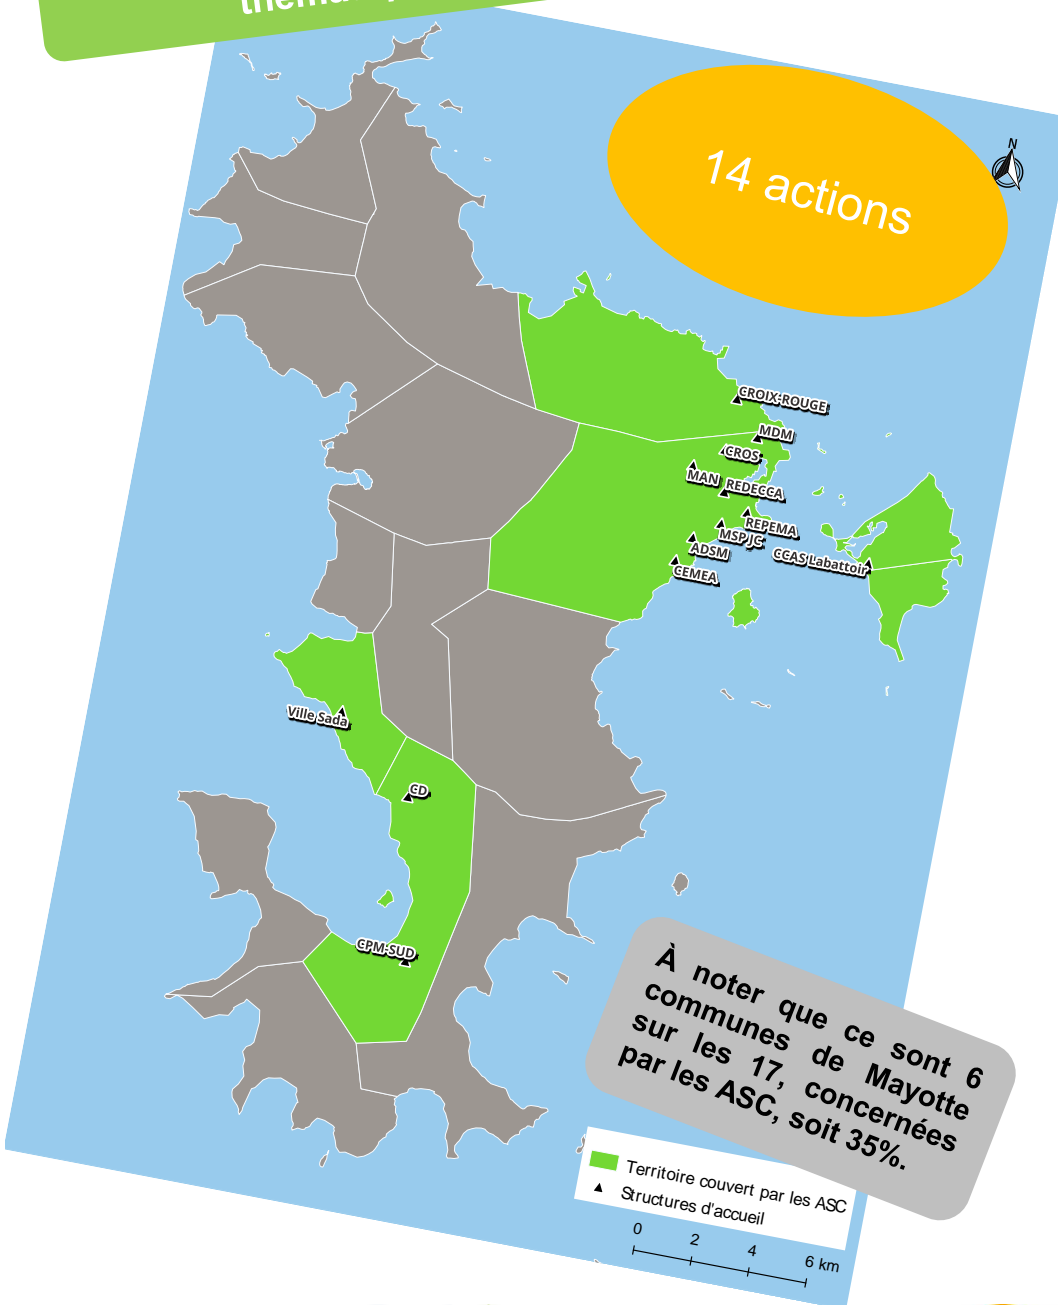 14 actions
N
CROIX-ROUGE
MDM
CROS
MAN
REDECCA
REPEMA
MSP JC
ADSM
CCAS Labattoir
CEMEA
Ville Sada
CD
CPM-SUD
À noter que ce sont 6
communes de Mayotte
sur les 17, concernées
par les ASC, soit 35%.
Territoire couvert par les ASC
Structures d'accueil
0 2 4 6 km